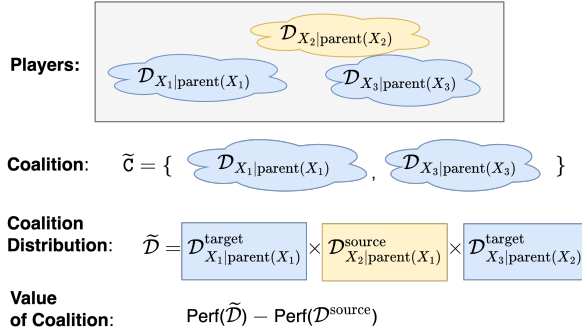 Players:
𝒟_{X₂|parent(X₂)}
𝒟_{X₁|parent(X₁)}
𝒟_{X₃|parent(X₃)}
Coalition: C̃ = { 𝒟_{X₁|parent(X₁)} , 𝒟_{X₃|parent(X₃)} }
Coalition
Distribution: 𝒟̃ = 𝒟^{target}_{X₁|parent(X₁)} × 𝒟^{source}_{X₂|parent(X₁)} × 𝒟^{target}_{X₃|parent(X₂)}
Value
of Coalition: Perf(𝒟̃) − Perf(𝒟^{source})